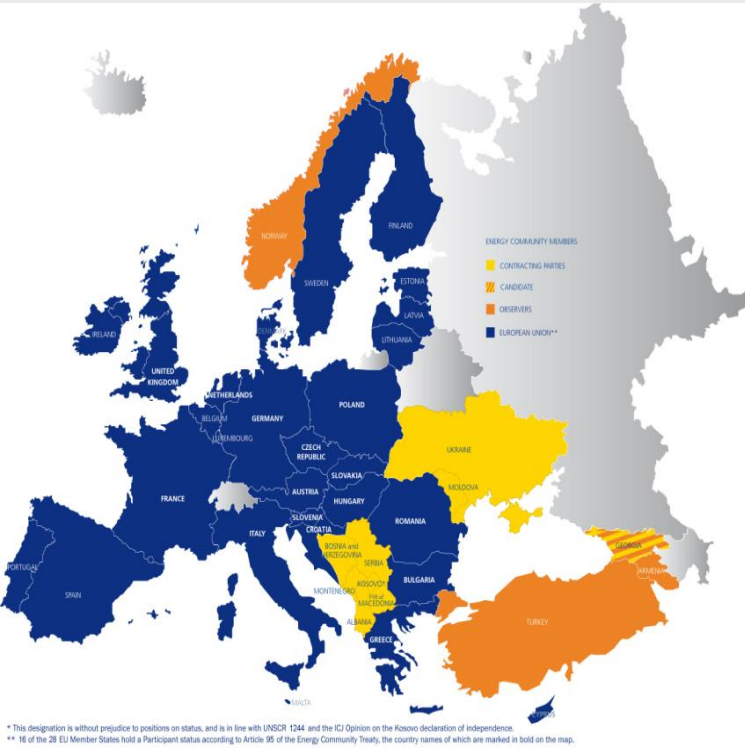 NORWAY
FINLAND
SWEDEN
ENERGY COMMUNITY MEMBERS
CONTRACTING PARTIES
CANDIDATE
OBSERVERS
EUROPEAN UNION**
ESTONIA
LATVIA
LITHUANIA
DENMARK
IRELAND
UNITED
KINGDOM
NETHERLANDS
BELGIUM
LUXEMBOURG
GERMANY
POLAND
CZECH
REPUBLIC
SLOVAKIA
UKRAINE
MOLDOVA
FRANCE
AUSTRIA
HUNGARY
SLOVENIA
CROATIA
ITALY
ROMANIA
BOSNIA and
HERZEGOVINA
SERBIA
KOSOVO*
MONTENEGRO
FYR of
MACEDONIA
ALBANIA
BULGARIA
GREECE
GEORGIA
ARMENIA
TURKEY
PORTUGAL
SPAIN
MALTA
CYPRUS
* This designation is without prejudice to positions on status, and is in line with UNSCR 1244 and the ICJ Opinion on the Kosovo declaration of independence.
** 16 of the 28 EU Member States hold a Participant status according to Article 95 of the Energy Community Treaty, the country names of which are marked in bold on the map.